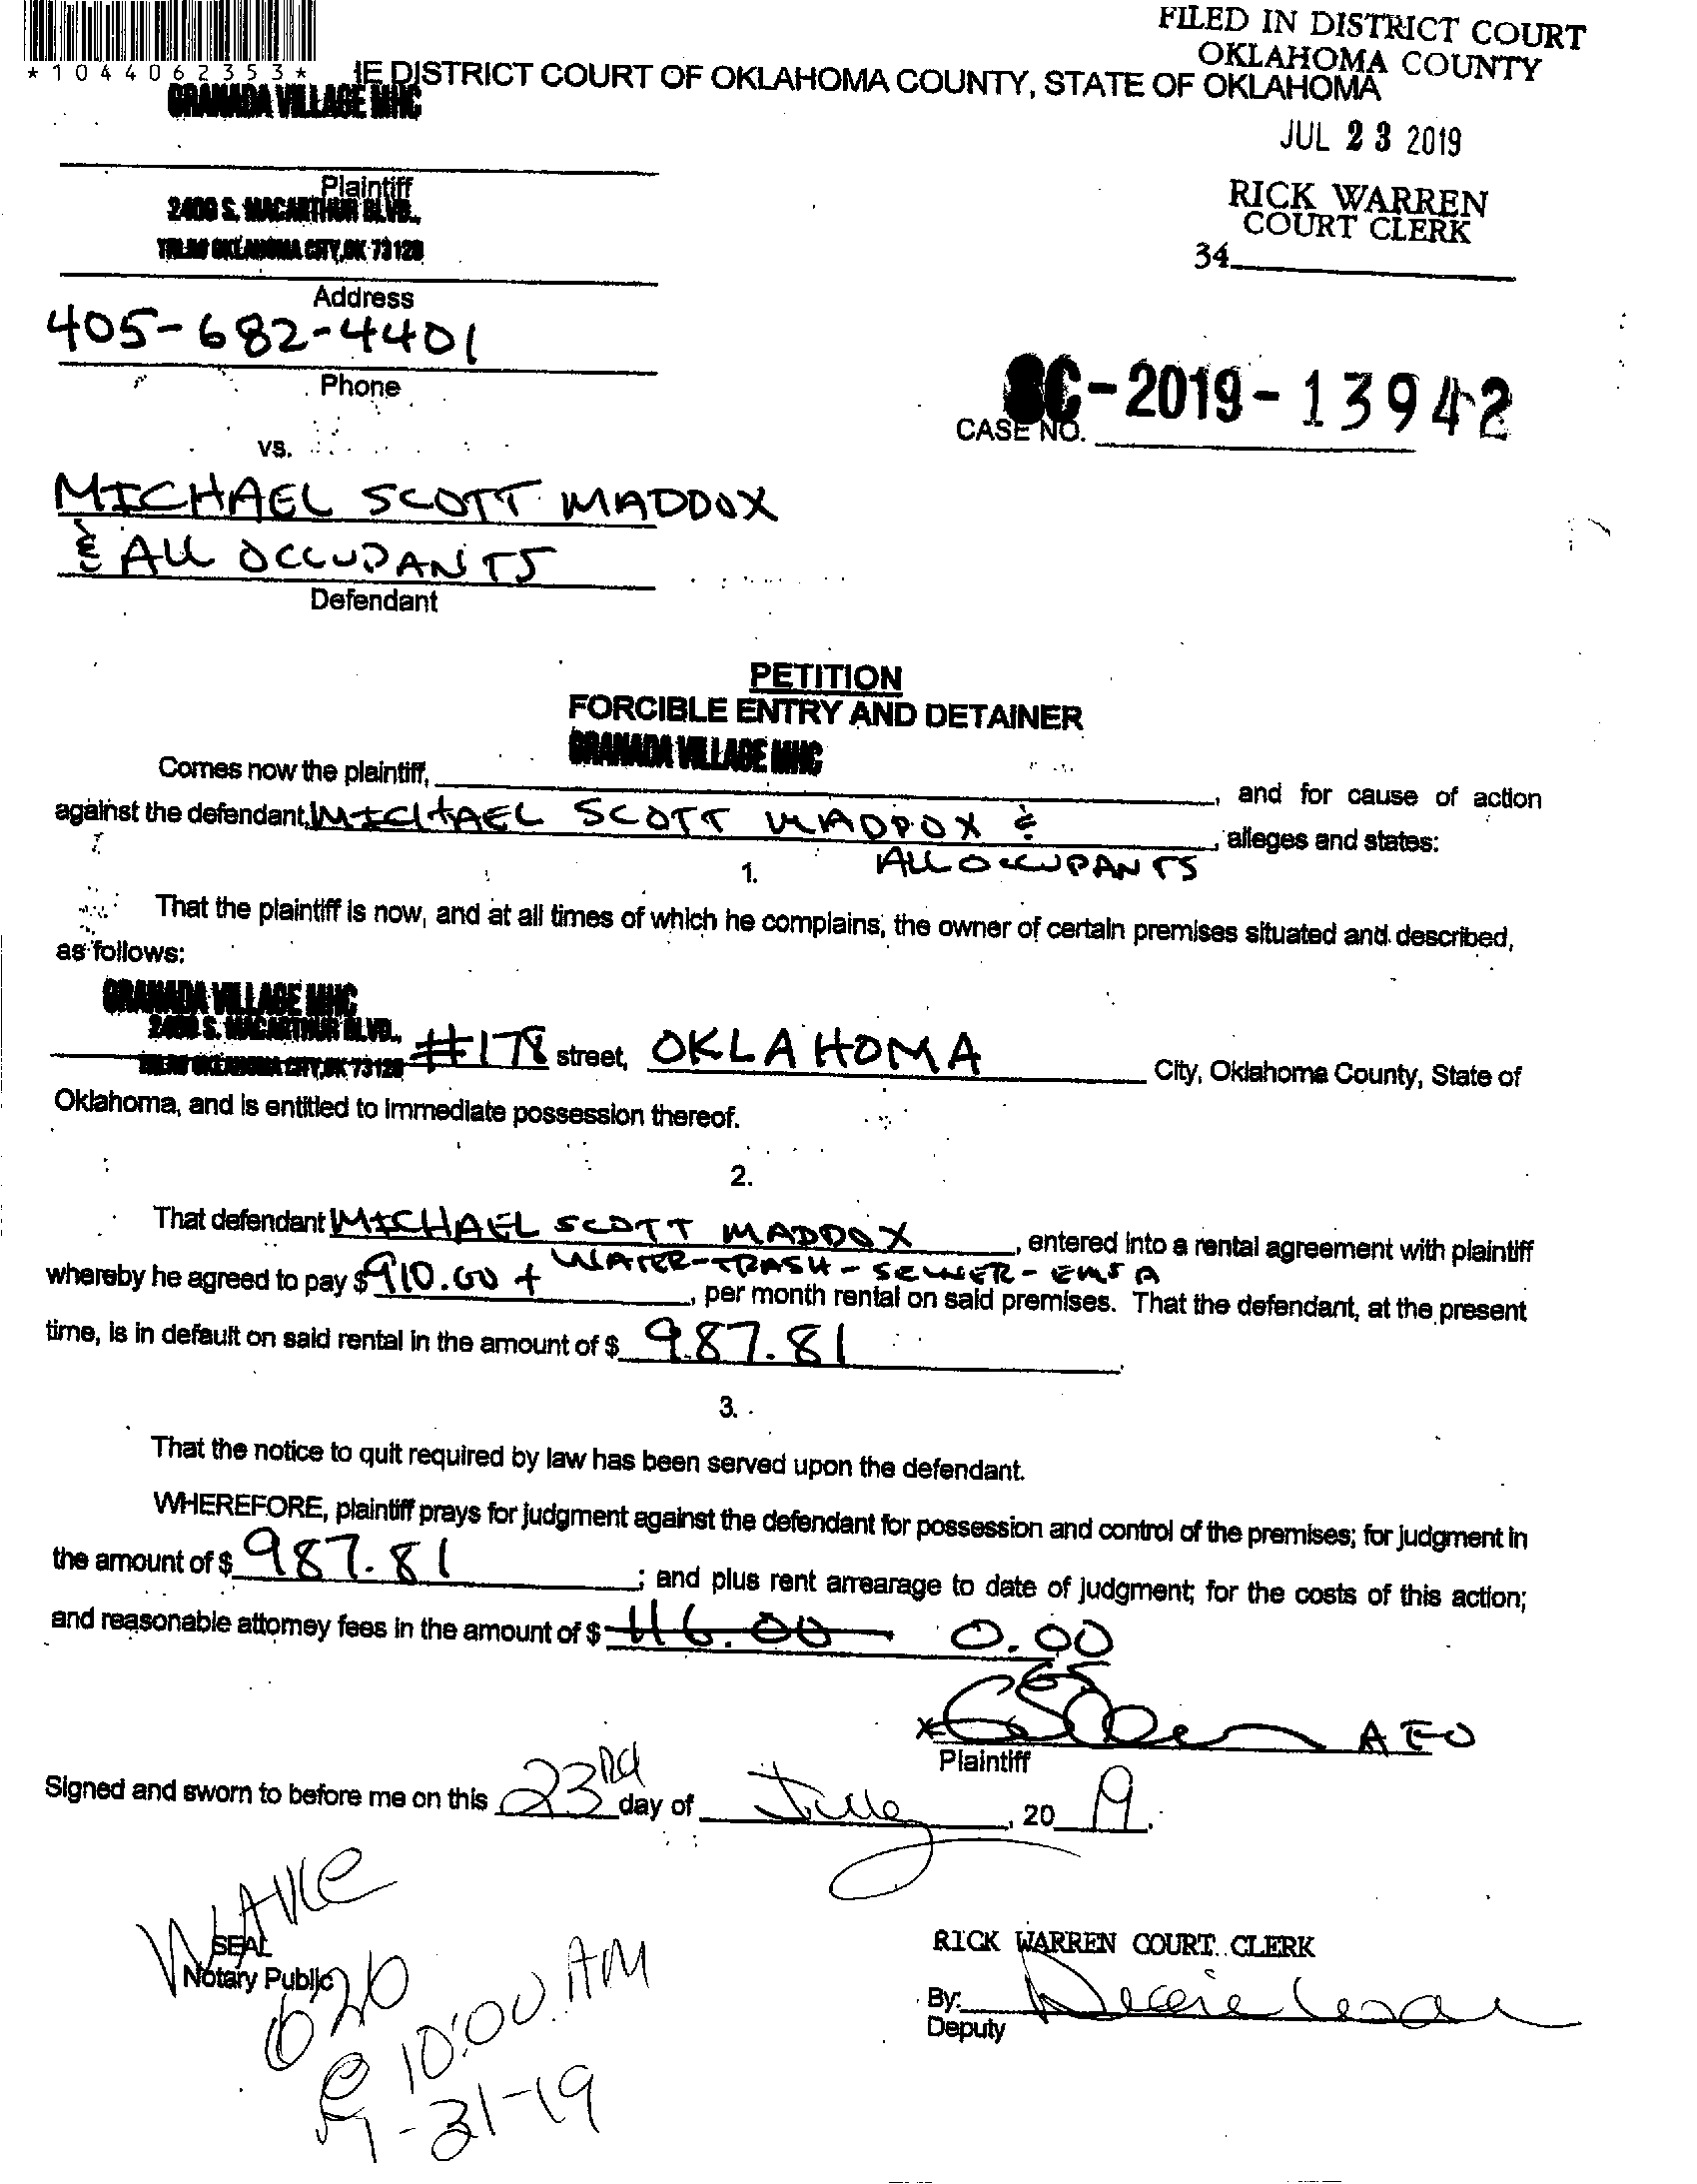 FILED IN DISTRICT COURT
OKLAHOMA COUNTY
*1044062353*
IE DISTRICT COURT OF OKLAHOMA COUNTY, STATE OF OKLAHOMA
GRANADA VILLAGE MHC
JUL 23 2019
Plaintiff
2400 S. MACARTHUR BLVD.,
OKLAHOMA CITY, OK 73128
RICK WARREN
COURT CLERK
34
Address
405-682-4401
Phone
SC-2019-13942
CASE NO.
vs.
MICHAEL SCOTT MADDOX
& ALL OCCUPANTS
Defendant
PETITION
FORCIBLE ENTRY AND DETAINER
GRANADA VILLAGE MHC
Comes now the plaintiff, , and for cause of action
against the defendant, MICHAEL SCOTT MADDOX &
ALL OCCUPANTS , alleges and states:
1.
That the plaintiff is now, and at all times of which he complains, the owner of certain premises situated and described,
as follows:
GRANADA VILLAGE MHC
2400 S. MACARTHUR BLVD.,
OKLAHOMA CITY, OK 73128 #178 street, OKLAHOMA City, Oklahoma County, State of
Oklahoma, and is entitled to immediate possession thereof.
2.
That defendant MICHAEL SCOTT MADDOX, entered into a rental agreement with plaintiff
whereby he agreed to pay $910.00 + WATER-TRASH-SEWER-EMSA, per month rental on said premises. That the defendant, at the present
time, is in default on said rental in the amount of $ 987.81
3.
That the notice to quit required by law has been served upon the defendant.
WHEREFORE, plaintiff prays for judgment against the defendant for possession and control of the premises; for judgment in
the amount of $ 987.81; and plus rent arrearage to date of judgment; for the costs of this action;
and reasonable attorney fees in the amount of $ 116.00 0.00
x AEO
Plaintiff
Signed and sworn to before me on this 23rd day of July, 2019.
WAKE
SEAL
Notary Public
620
@ 10:00 AM
RICK WARREN COURT CLERK
By:
Deputy
7-31-19